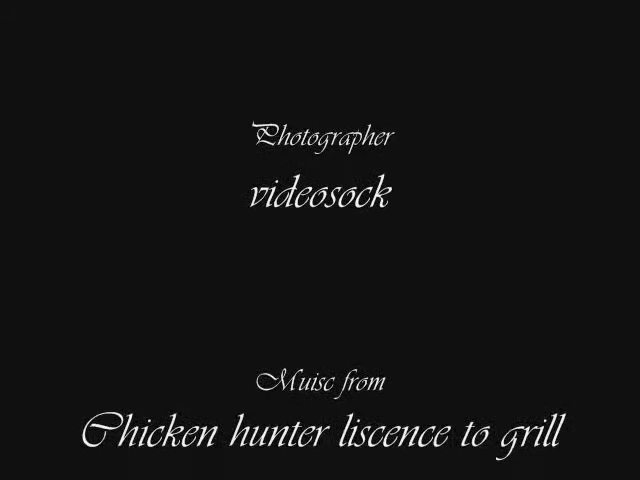 Photographer
videosock
Muisc from
Chicken hunter liscence to grill